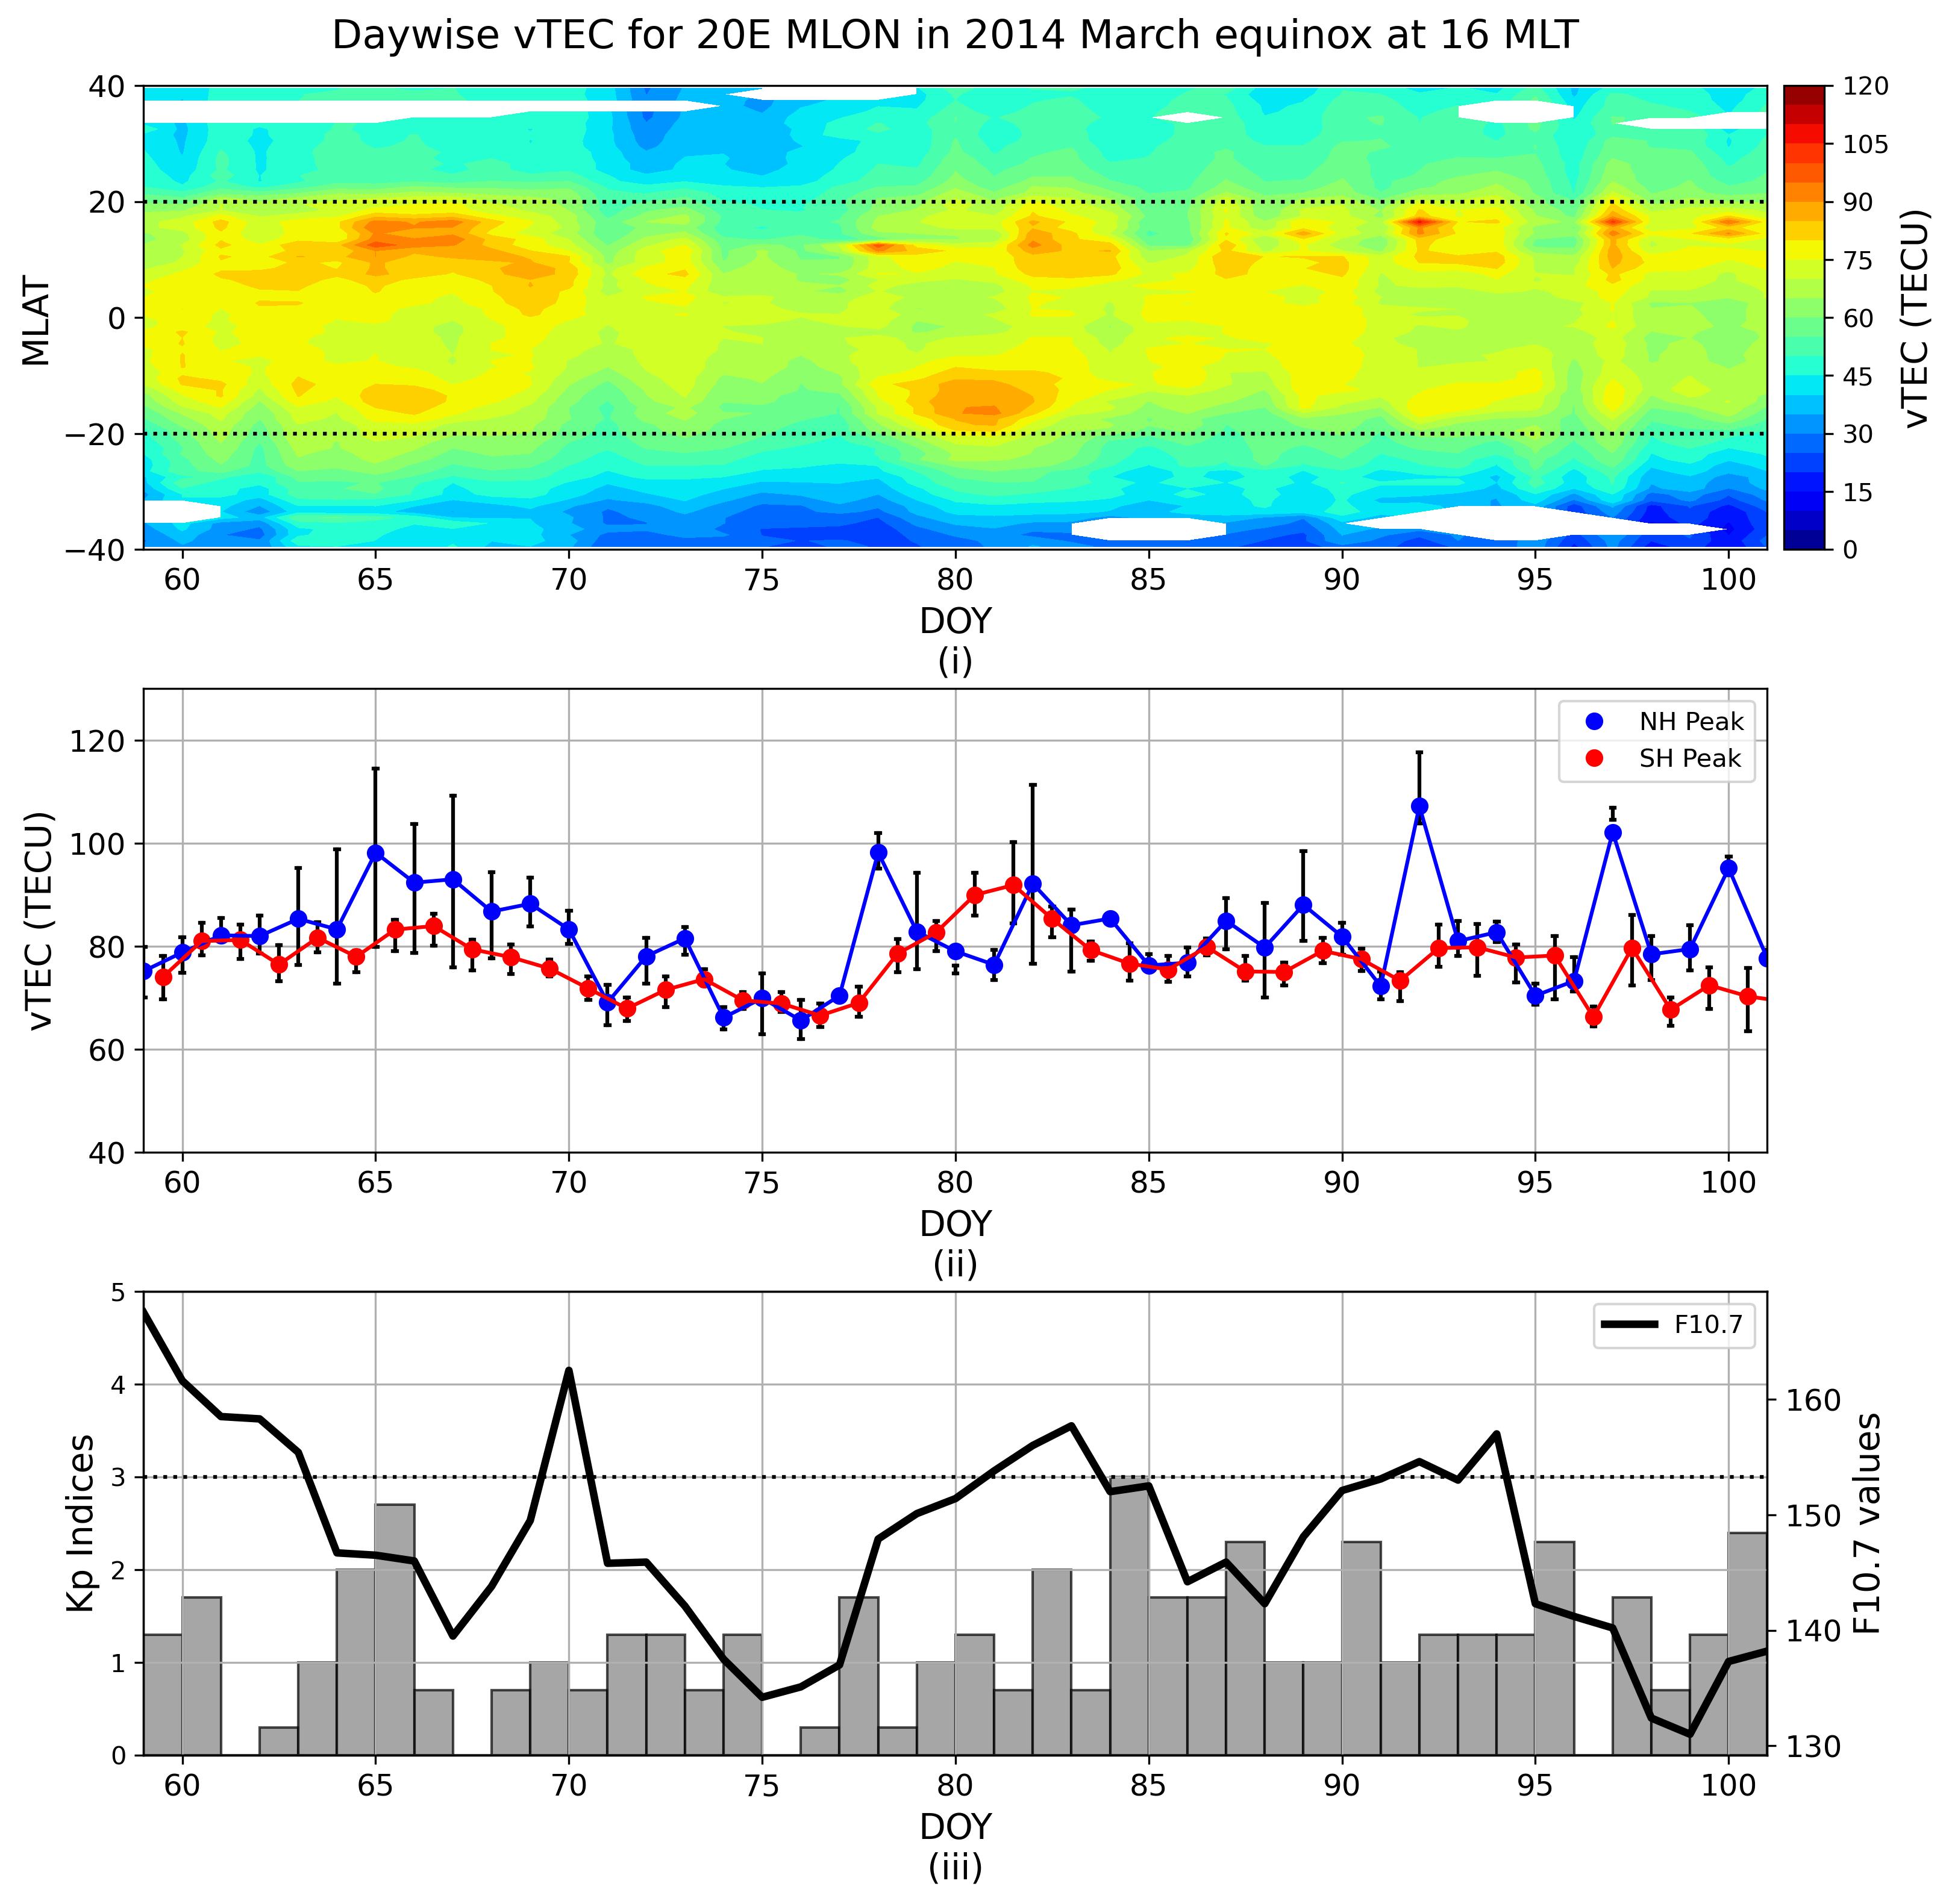 Daywise vTEC for 20E MLON in 2014 March equinox at 16 MLT
40
20
0
−20
−40
MLAT
60 65 70 75 80 85 90 95 100
DOY
(i)
120
105
90
75
60
45
30
15
0
vTEC (TECU)
120
100
80
60
40
vTEC (TECU)
NH Peak
SH Peak
60 65 70 75 80 85 90 95 100
DOY
(ii)
5
4
3
2
1
0
Kp Indices
F10.7
160
150
140
130
F10.7 values
60 65 70 75 80 85 90 95 100
DOY
(iii)